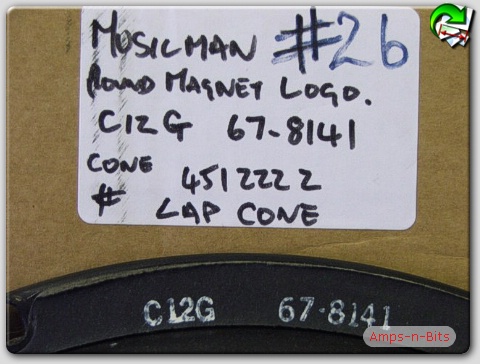 MUSICMAN #26
ROUND MAGNET LOGO.
C12G 67-8141
CONE
# 4512222
LAP CONE
C12G 67-8141
Amps-n-Bits